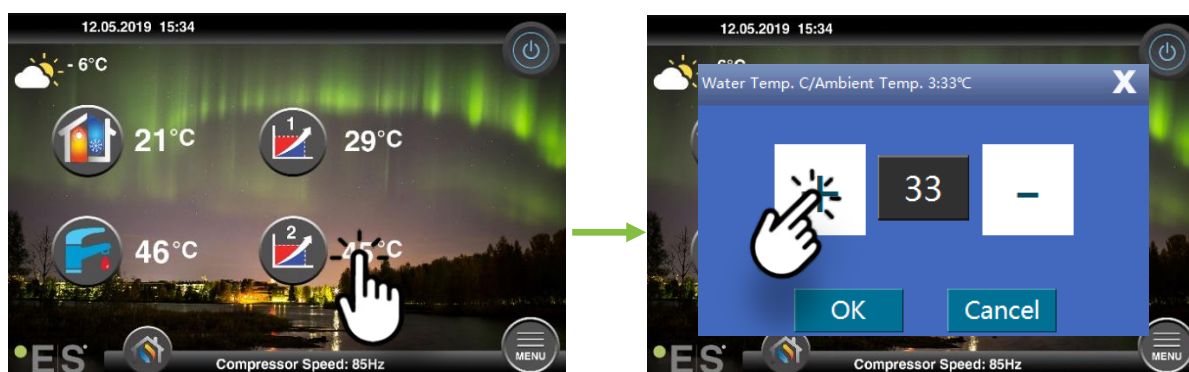 12.05.2019 15:34
- 6°C
21°C
1
29°C
46°C
2
45°C
•E|S
Compressor Speed: 85Hz
MENU
12.05.2019 15:34
Water Temp. C/Ambient Temp. 3:33℃
X
+
33
-
OK
Cancel
•E|S
Compressor Speed: 85Hz
MENU